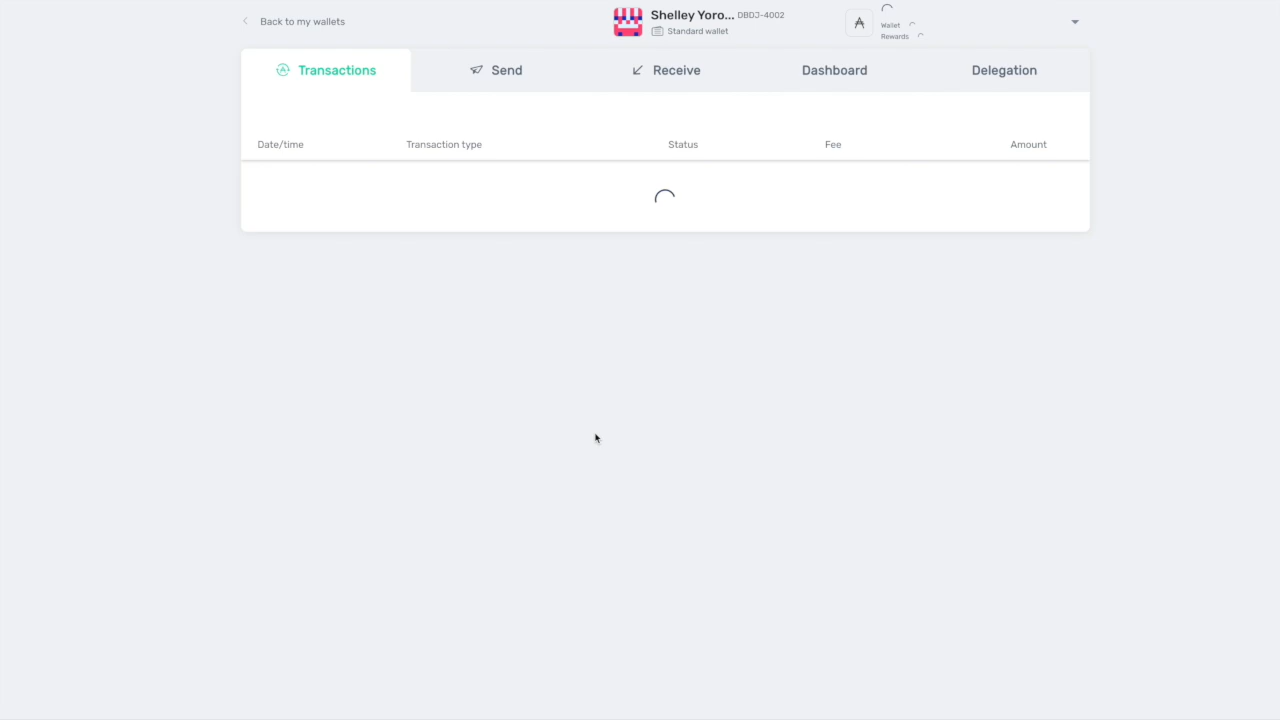 Back to my wallets
Shelley Yoro... DBDJ-4002
Standard wallet
Wallet
Rewards
Transactions
Send
Receive
Dashboard
Delegation
Date/time
Transaction type
Status
Fee
Amount